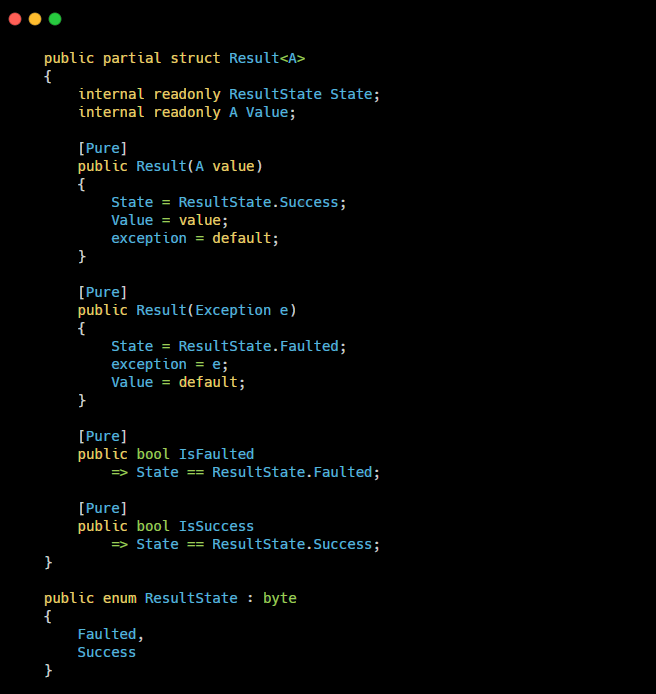 public partial struct Result<A>
{
    internal readonly ResultState State;
    internal readonly A Value;

    [Pure]
    public Result(A value)
    {
        State = ResultState.Success;
        Value = value;
        exception = default;
    }

    [Pure]
    public Result(Exception e)
    {
        State = ResultState.Faulted;
        exception = e;
        Value = default;
    }

    [Pure]
    public bool IsFaulted
        => State == ResultState.Faulted;

    [Pure]
    public bool IsSuccess
        => State == ResultState.Success;
}

public enum ResultState : byte
{
    Faulted,
    Success
}